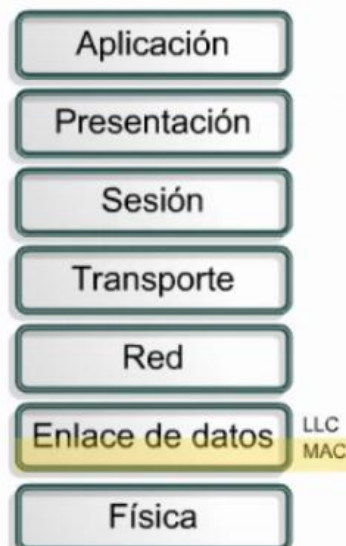 Aplicación
Presentación
Sesión
Transporte
Red
Enlace de datos LLC
MAC
Física